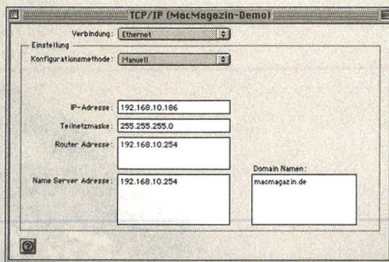 TCP/IP (MacMagazin-Demo)
Verbindung: Ethernet
Einstellung
Konfigurationsmethode: Manuell
IP-Adresse: 192.168.10.186
Teilnetzmaske: 255.255.255.0
Router Adresse: 192.168.10.254
Domain Namen:
Name Server Adresse: 192.168.10.254
macmagazin.de
?